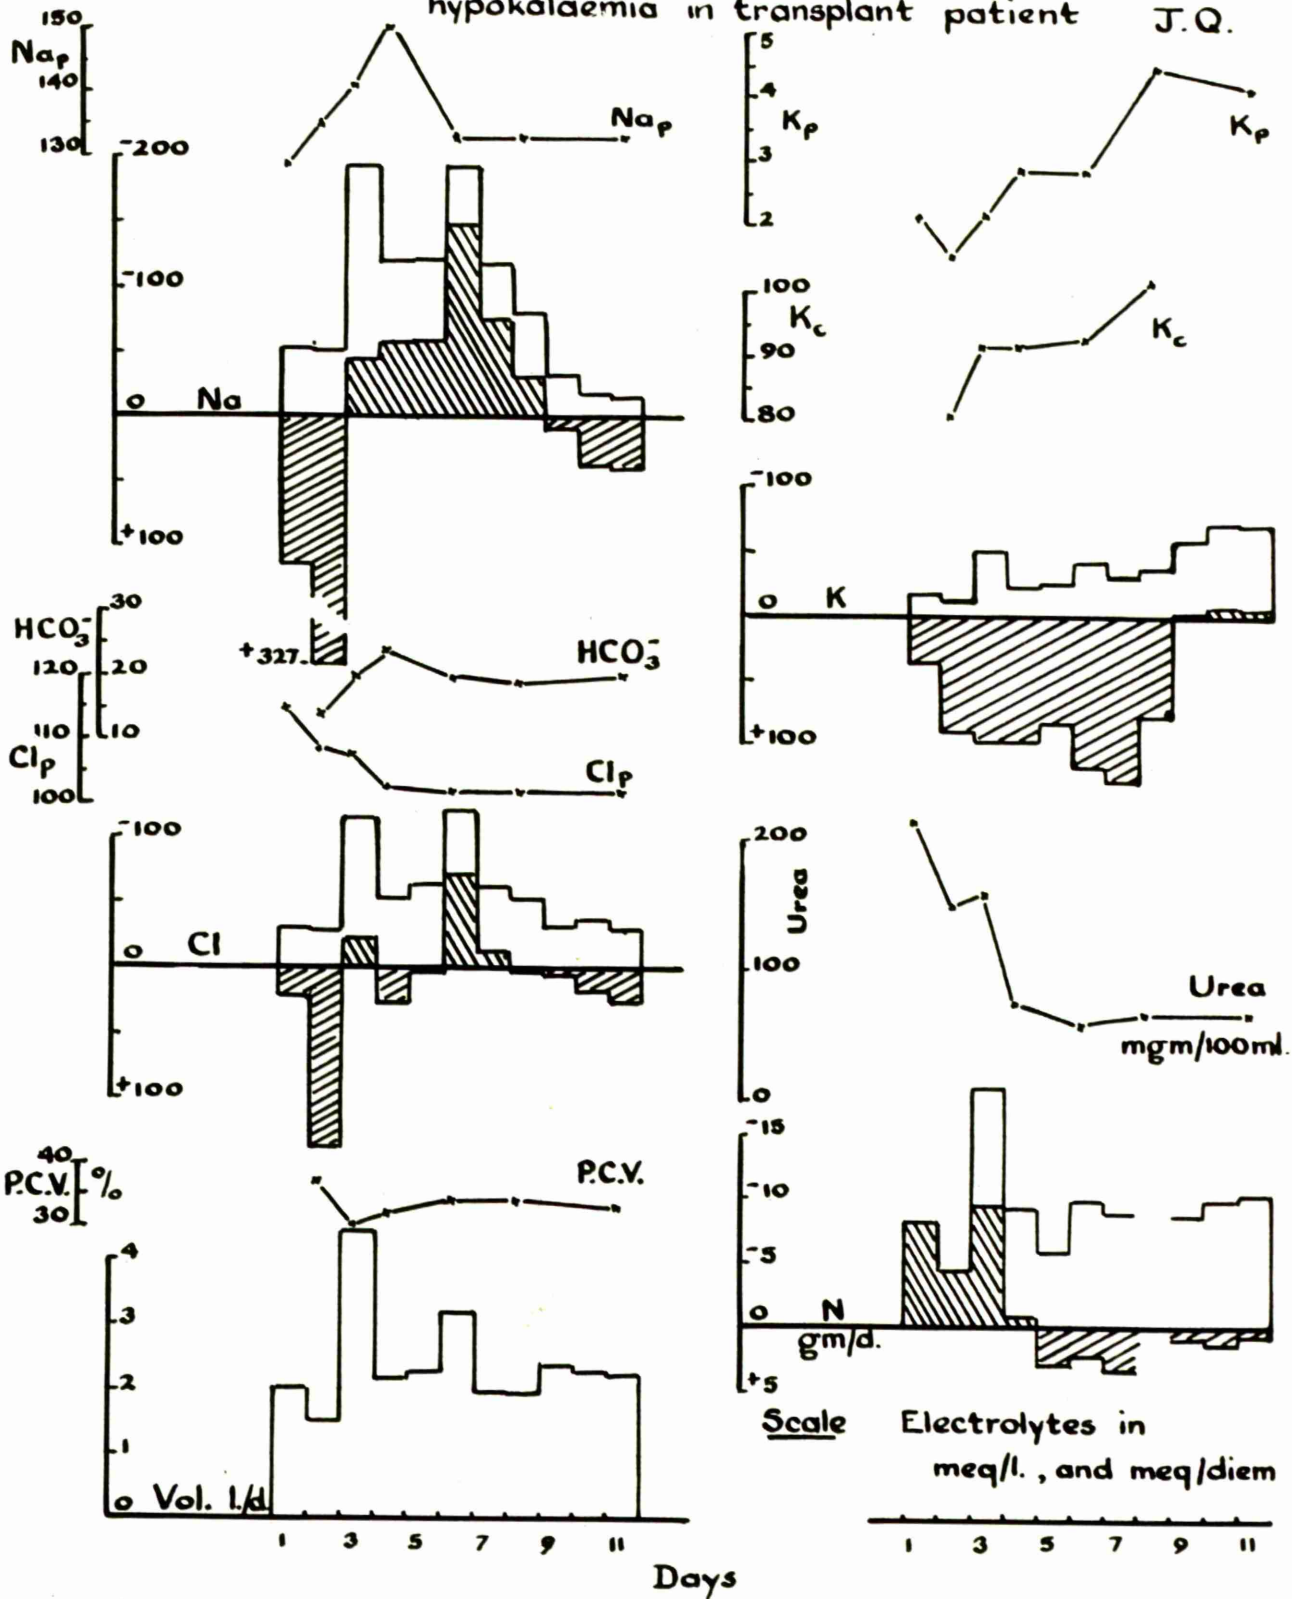 hypokalaemia in transplant patient J.Q.
150
Nap
140
130
Nap
-200
-100
0 Na
+100
+327
30
HCO3-
120 20
110 10
Clp
100
HCO3-
Clp
-100
0 Cl
+100
40
P.C.V. %
30
P.C.V.
4
3
2
1
0 Vol. l./d
1 3 5 7 9 11
Days
5
4
Kp
3
2
Kp
100
Kc
90
80
Kc
-100
0 K
+100
200
Urea
100
0
Urea
mgm/100ml.
-15
-10
-5
0 N
gm/d.
+5
Scale Electrolytes in
meq/l., and meq/diem
1 3 5 7 9 11